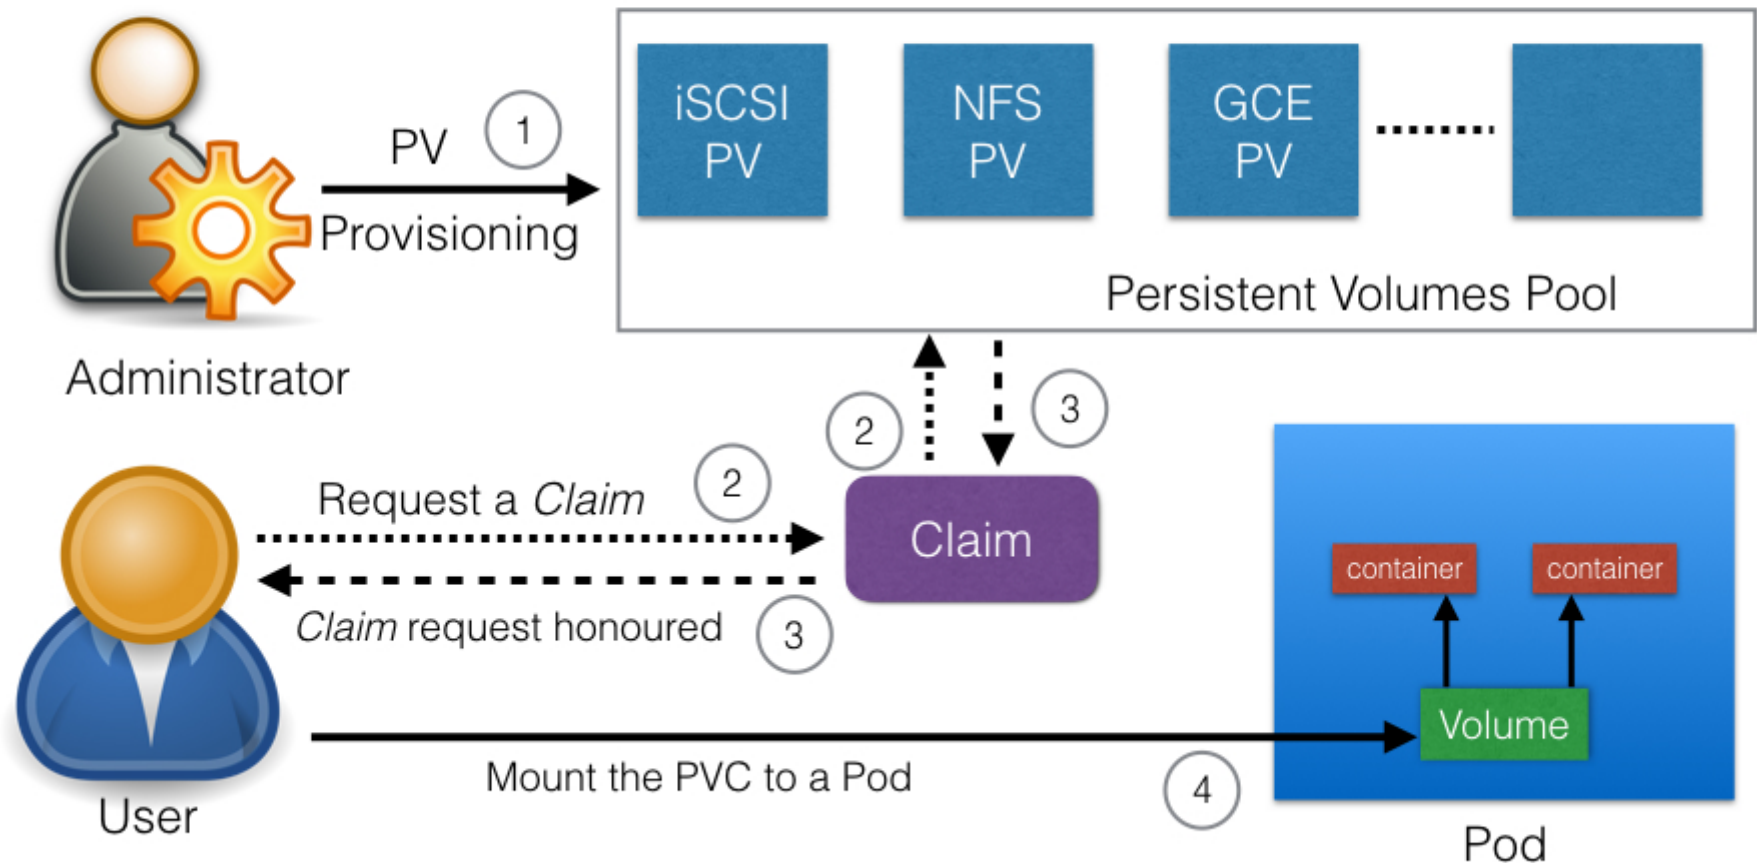 PV
1
Provisioning
Administrator
iSCSI
PV
NFS
PV
GCE
PV
Persistent Volumes Pool
2
3
Request a Claim
2
Claim
Claim request honoured
3
User
Mount the PVC to a Pod
4
container
container
Volume
Pod